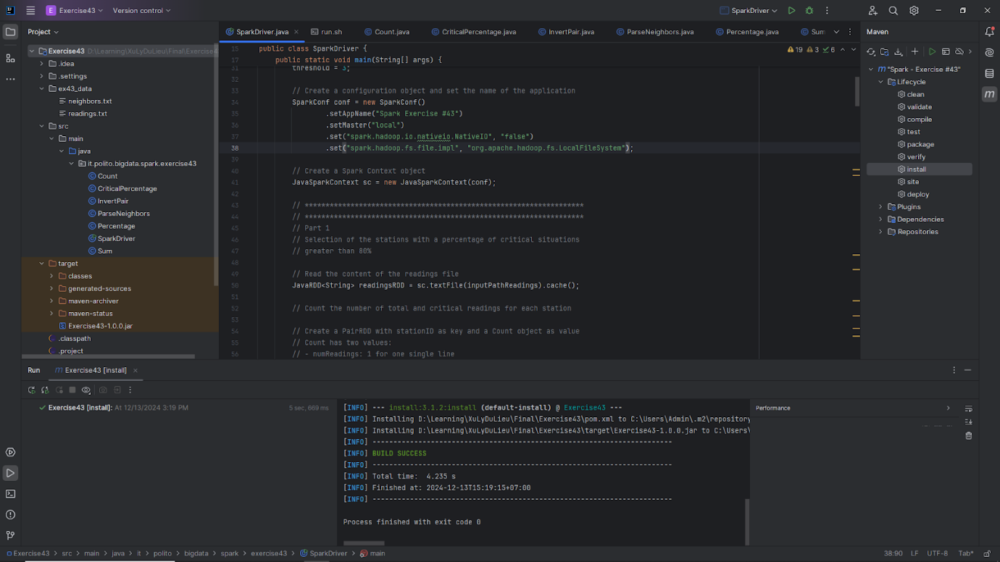 Exercise43
Version control
SparkDriver
Project
SparkDriver.java
run.sh
Count.java
CriticalPercentage.java
InvertPair.java
ParseNeighbors.java
Percentage.java
Sum
Maven
Exercise43 D:\Learning\XuLyDuLieu\Final\Exercise4
.idea
.settings
ex43_data
neighbors.txt
readings.txt
src
main
java
it.polito.bigdata.spark.exercise43
Count
CriticalPercentage
InvertPair
ParseNeighbors
Percentage
SparkDriver
Sum
target
classes
generated-sources
maven-archiver
maven-status
Exercise43-1.0.0.jar
.classpath
.project
19 3 6
15 public class SparkDriver {
17 public static void main(String[] args) {
31 threshold = 3;
32
33 // Create a configuration object and set the name of the application
34 SparkConf conf = new SparkConf()
35 .setAppName("Spark Exercise #43")
36 .setMaster("local")
37 .set("spark.hadoop.io.nativeio.NativeIO", "false")
38 .set("spark.hadoop.fs.file.impl", "org.apache.hadoop.fs.LocalFileSystem");
39
40 // Create a Spark Context object
41 JavaSparkContext sc = new JavaSparkContext(conf);
42
43 // **********************************************************************
44 // **********************************************************************
45 // Part 1
46 // Selection of the stations with a percentage of critical situations
47 // greater than 80%
48
49 // Read the content of the readings file
50 JavaRDD<String> readingsRDD = sc.textFile(inputPathReadings).cache();
51
52 // Count the number of total and critical readings for each station
53
54 // Create a PairRDD with stationID as key and a Count object as value
55 // Count has two values:
56 // - numReadings: 1 for one single line
"Spark - Exercise #43"
Lifecycle
clean
validate
compile
test
package
verify
install
site
deploy
Plugins
Dependencies
Repositories
Run
Exercise43 [install]
Exercise43 [install]: At 12/13/2024 3:19 PM 5 sec, 669 ms
[INFO] --- install:3.1.2:install (default-install) @ Exercise43 ---
[INFO] Installing D:\Learning\XuLyDuLieu\Final\Exercise43\pom.xml to C:\Users\Admin\.m2\repository
[INFO] Installing D:\Learning\XuLyDuLieu\Final\Exercise43\target\Exercise43-1.0.0.jar to C:\Users\
[INFO] ------------------------------------------------------------------------
[INFO] BUILD SUCCESS
[INFO] ------------------------------------------------------------------------
[INFO] Total time:  4.235 s
[INFO] Finished at: 2024-12-13T15:19:15+07:00
[INFO] ------------------------------------------------------------------------
Process finished with exit code 0
Performance
Exercise43 > src > main > java > it > polito > bigdata > spark > exercise43 > SparkDriver > main
38:90 LF UTF-8 Tab*